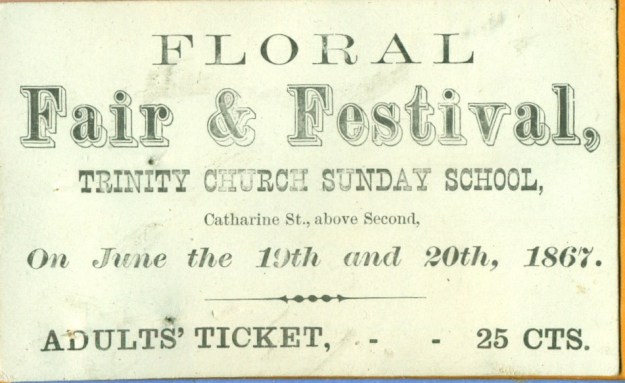 FLORAL
Fair & Festival,
TRINITY CHURCH SUNDAY SCHOOL,
Catharine St., above Second,
On June the 19th and 20th, 1867.
ADULTS' TICKET, - - 25 CTS.